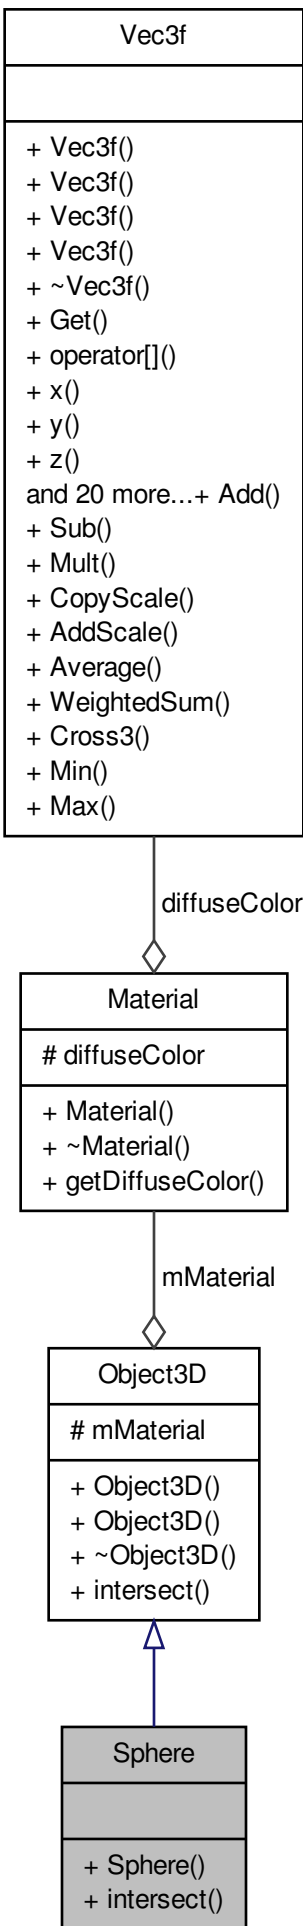 Vec3f
+ Vec3f()
+ Vec3f()
+ Vec3f()
+ Vec3f()
+ ~Vec3f()
+ Get()
+ operator[]()
+ x()
+ y()
+ z()
and 20 more...+ Add()
+ Sub()
+ Mult()
+ CopyScale()
+ AddScale()
+ Average()
+ WeightedSum()
+ Cross3()
+ Min()
+ Max()
diffuseColor
Material
# diffuseColor
+ Material()
+ ~Material()
+ getDiffuseColor()
mMaterial
Object3D
# mMaterial
+ Object3D()
+ Object3D()
+ ~Object3D()
+ intersect()
Sphere
+ Sphere()
+ intersect()